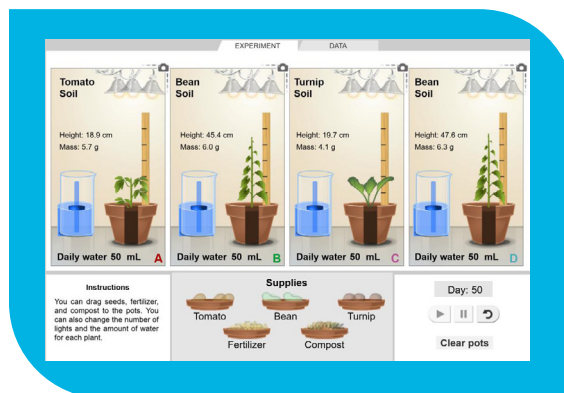 EXPERIMENT
DATA
Tomato
Soil
Height: 18.9 cm
Mass: 5.7 g
Daily water 50 mL A
Bean
Soil
Height: 45.4 cm
Mass: 6.0 g
Daily water 50 mL B
Turnip
Soil
Height: 19.7 cm
Mass: 4.1 g
Daily water 50 mL C
Bean
Soil
Height: 47.6 cm
Mass: 6.3 g
Daily water 50 mL D
Instructions
You can drag seeds, fertilizer,
and compost to the pots. You
can also change the number of
lights and the amount of water
for each plant.
Supplies
Tomato
Bean
Turnip
Fertilizer
Compost
Day: 50
Clear pots